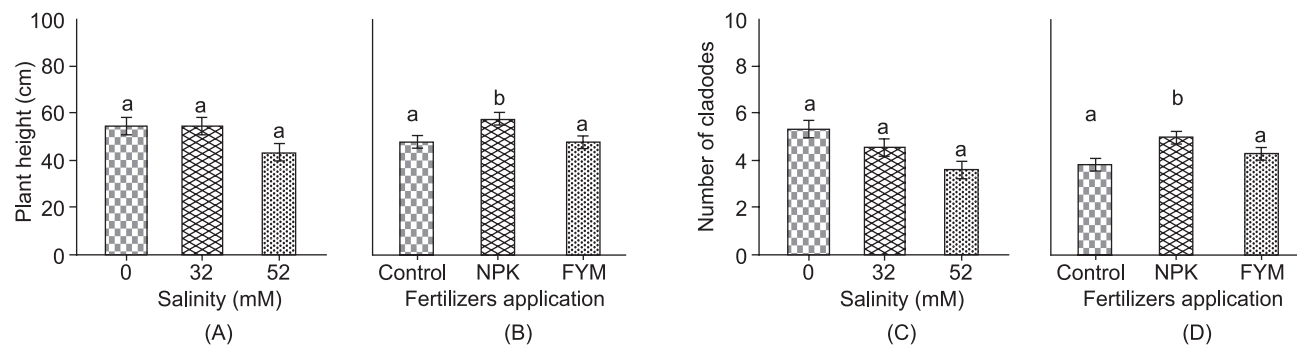 Plant height (cm)
100
80
60
40
20
0
a
a
a
0
32
52
Salinity (mM)
(A)
a
b
a
Control
NPK
FYM
Fertilizers application
(B)
Number of cladodes
10
8
6
4
2
0
a
a
a
0
32
52
Salinity (mM)
(C)
a
b
a
Control
NPK
FYM
Fertilizers application
(D)